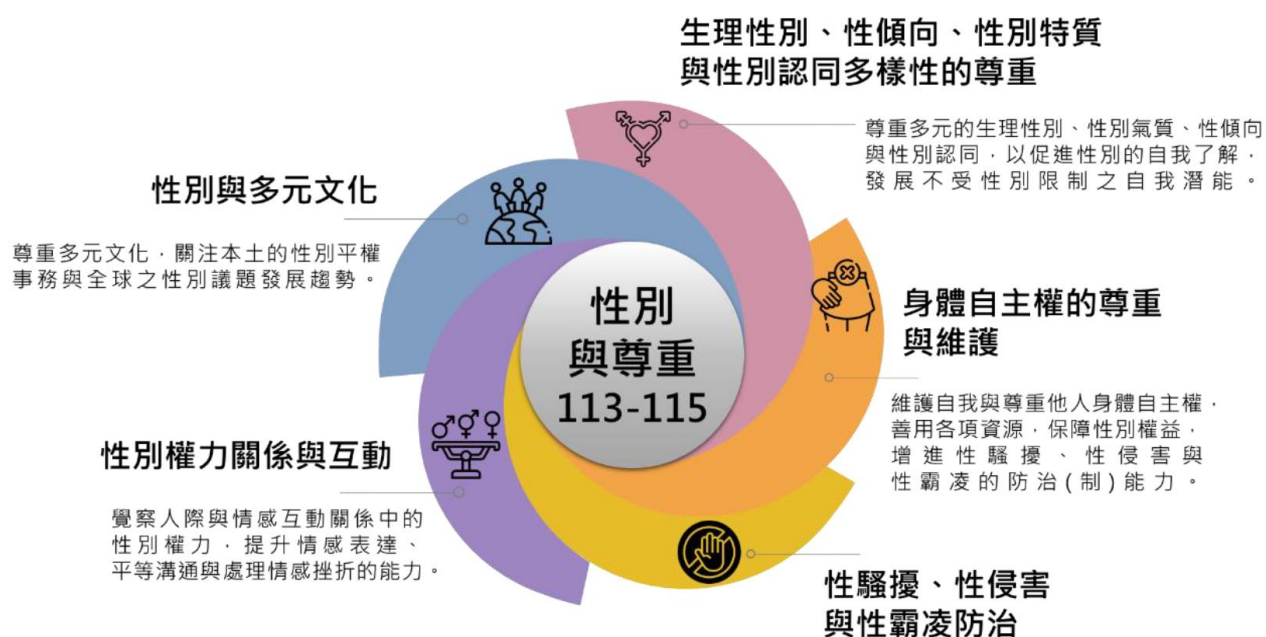 生理性別、性傾向、性別特質
與性別認同多樣性的尊重
尊重多元的生理性別、性別氣質、性傾向
與性別認同，以促進性別的自我了解，
發展不受性別限制之自我潛能。
性別與多元文化
尊重多元文化，關注本土的性別平權
事務與全球之性別議題發展趨勢。
性別
與尊重
113-115
身體自主權的尊重
與維護
維護自我與尊重他人身體自主權，
善用各項資源，保障性別權益，
增進性騷擾、性侵害與
性霸凌的防治(制)能力。
性別權力關係與互動
覺察人際與情感互動關係中的
性別權力，提升情感表達、
平等溝通與處理情感挫折的能力。
性騷擾、性侵害
與性霸凌防治